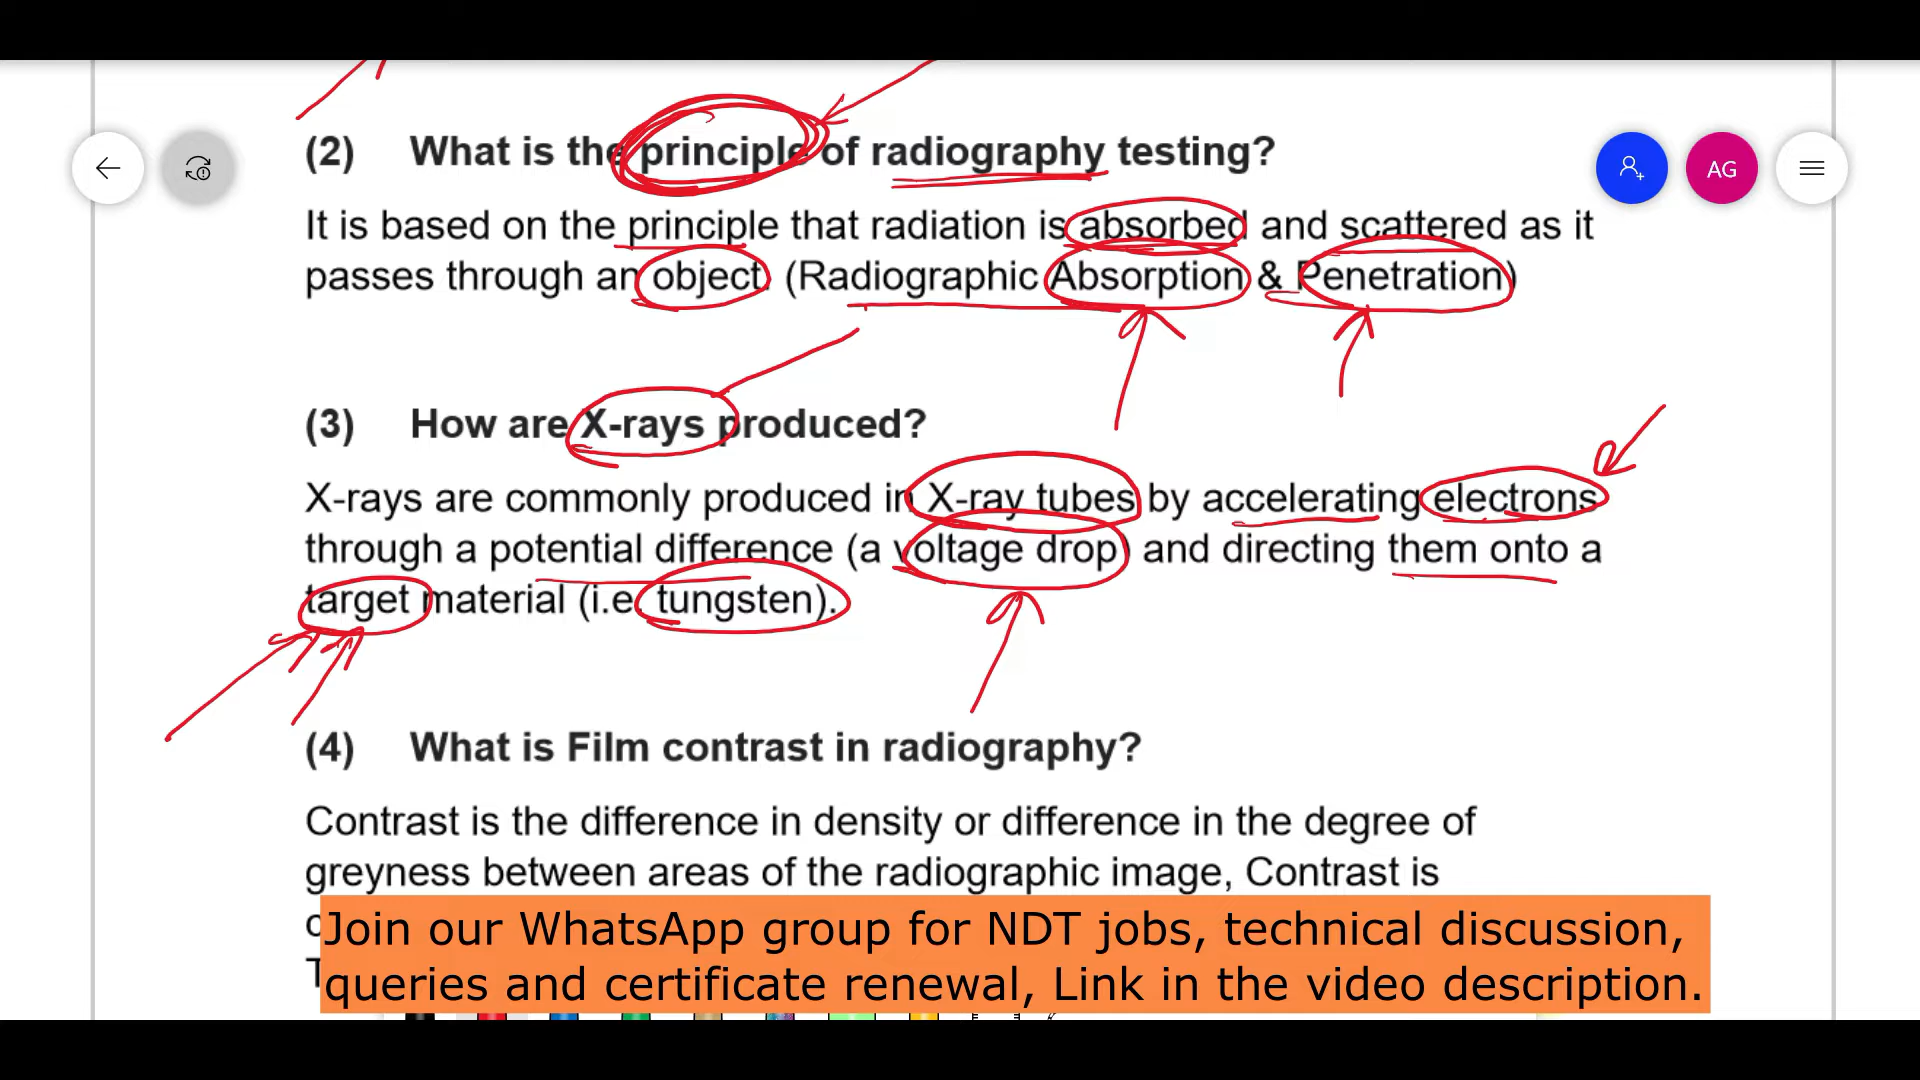 (2) What is the principle of radiography testing?
AG
It is based on the principle that radiation is absorbed and scattered as it
passes through an object. (Radiographic Absorption & Penetration)
(3) How are X-rays produced?
X-rays are commonly produced in X-ray tubes by accelerating electrons
through a potential difference (a voltage drop) and directing them onto a
target material (i.e. tungsten).
(4) What is Film contrast in radiography?
Contrast is the difference in density or difference in the degree of
greyness between areas of the radiographic image, Contrast is
Join our WhatsApp group for NDT jobs, technical discussion,
queries and certificate renewal, Link in the video description.